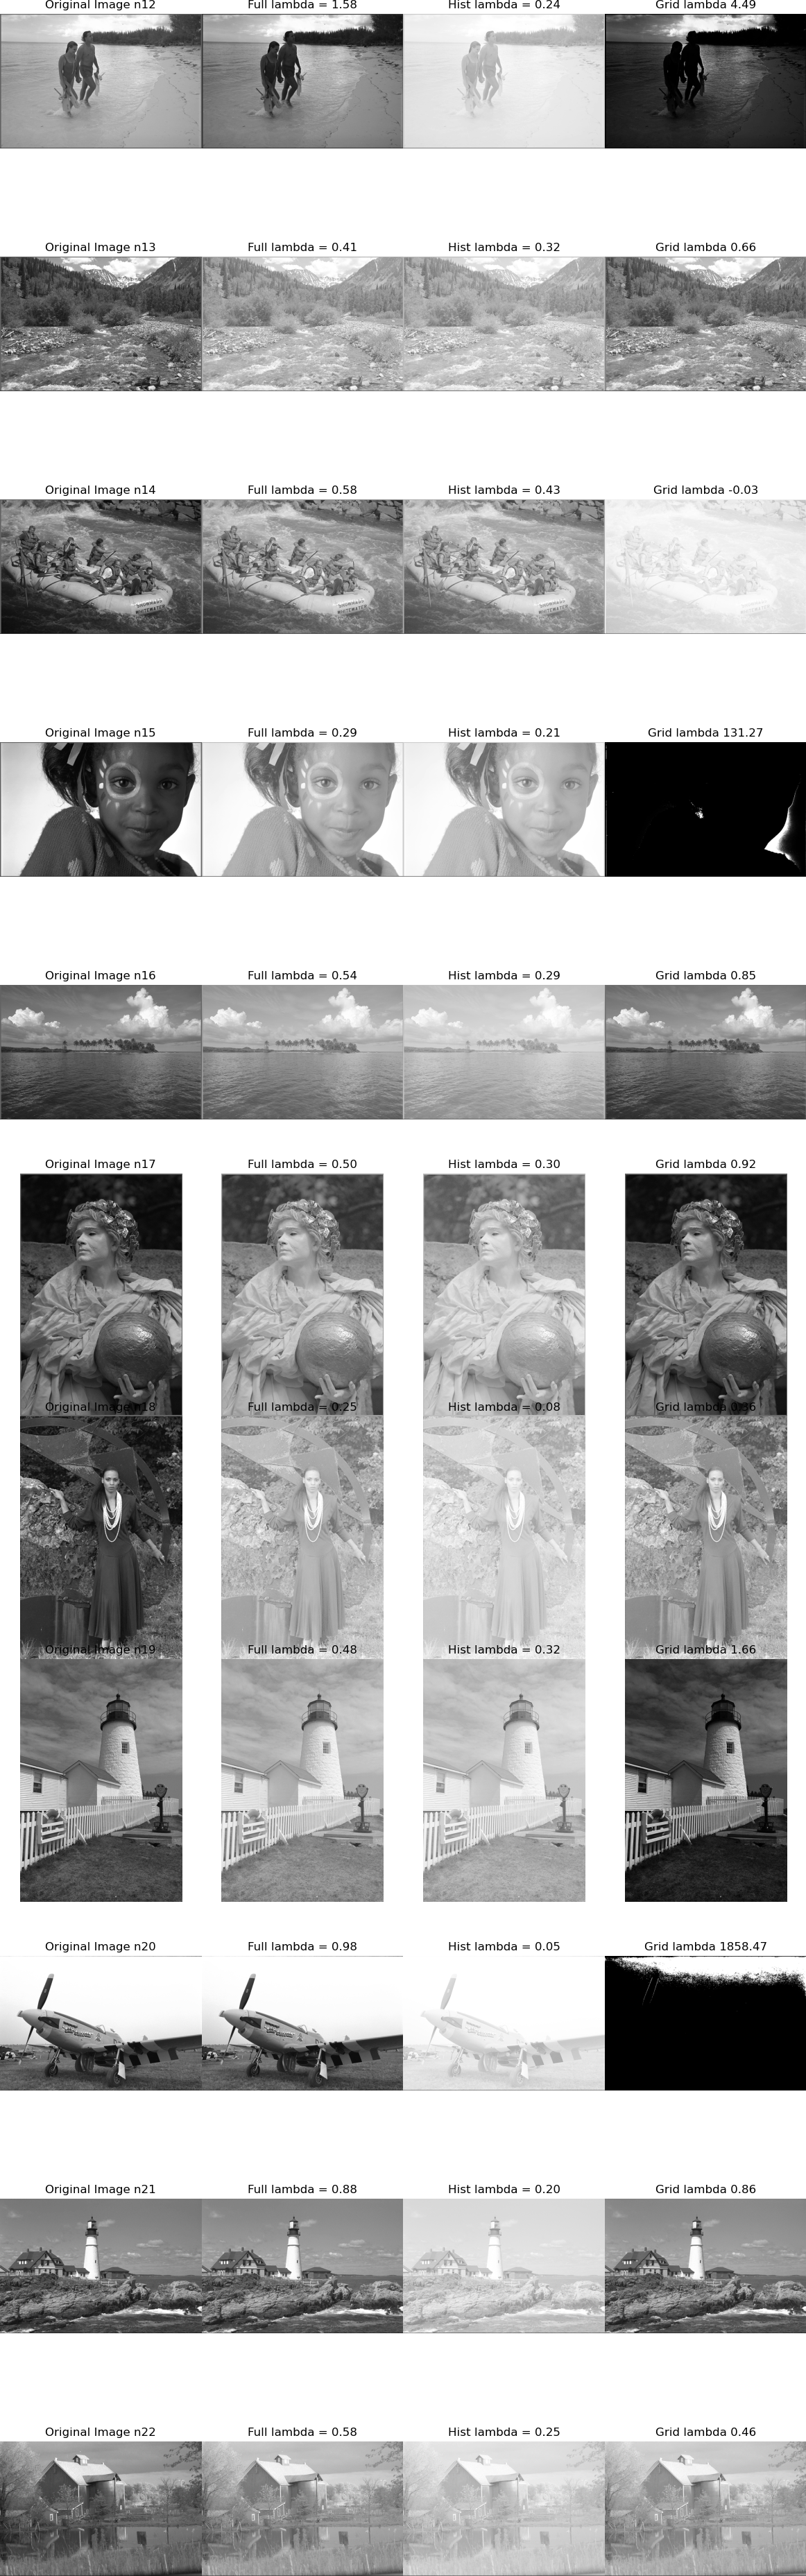 Original Image n12 Full lambda = 1.58 Hist lambda = 0.24 Grid lambda 4.49
Original Image n13 Full lambda = 0.41 Hist lambda = 0.32 Grid lambda 0.66
Original Image n14 Full lambda = 0.58 Hist lambda = 0.43 Grid lambda -0.03
SNOWMASS SNOWMASS SNOWMASS
WHITEWATER WHITEWATER WHITEWATER
Original Image n15 Full lambda = 0.29 Hist lambda = 0.21 Grid lambda 131.27
Original Image n16 Full lambda = 0.54 Hist lambda = 0.29 Grid lambda 0.85
Original Image n17 Full lambda = 0.50 Hist lambda = 0.30 Grid lambda 0.92
Original Image n18 Full lambda = 0.25 Hist lambda = 0.08 Grid lambda
Original Image n19 Full lambda = 0.48 Hist lambda = 0.32 Grid lambda 1.66
Original Image n20 Full lambda = 0.98 Hist lambda = 0.05 Grid lambda 1858.47
Original Image n21 Full lambda = 0.88 Hist lambda = 0.20 Grid lambda 0.86
Original Image n22 Full lambda = 0.58 Hist lambda = 0.25 Grid lambda 0.46